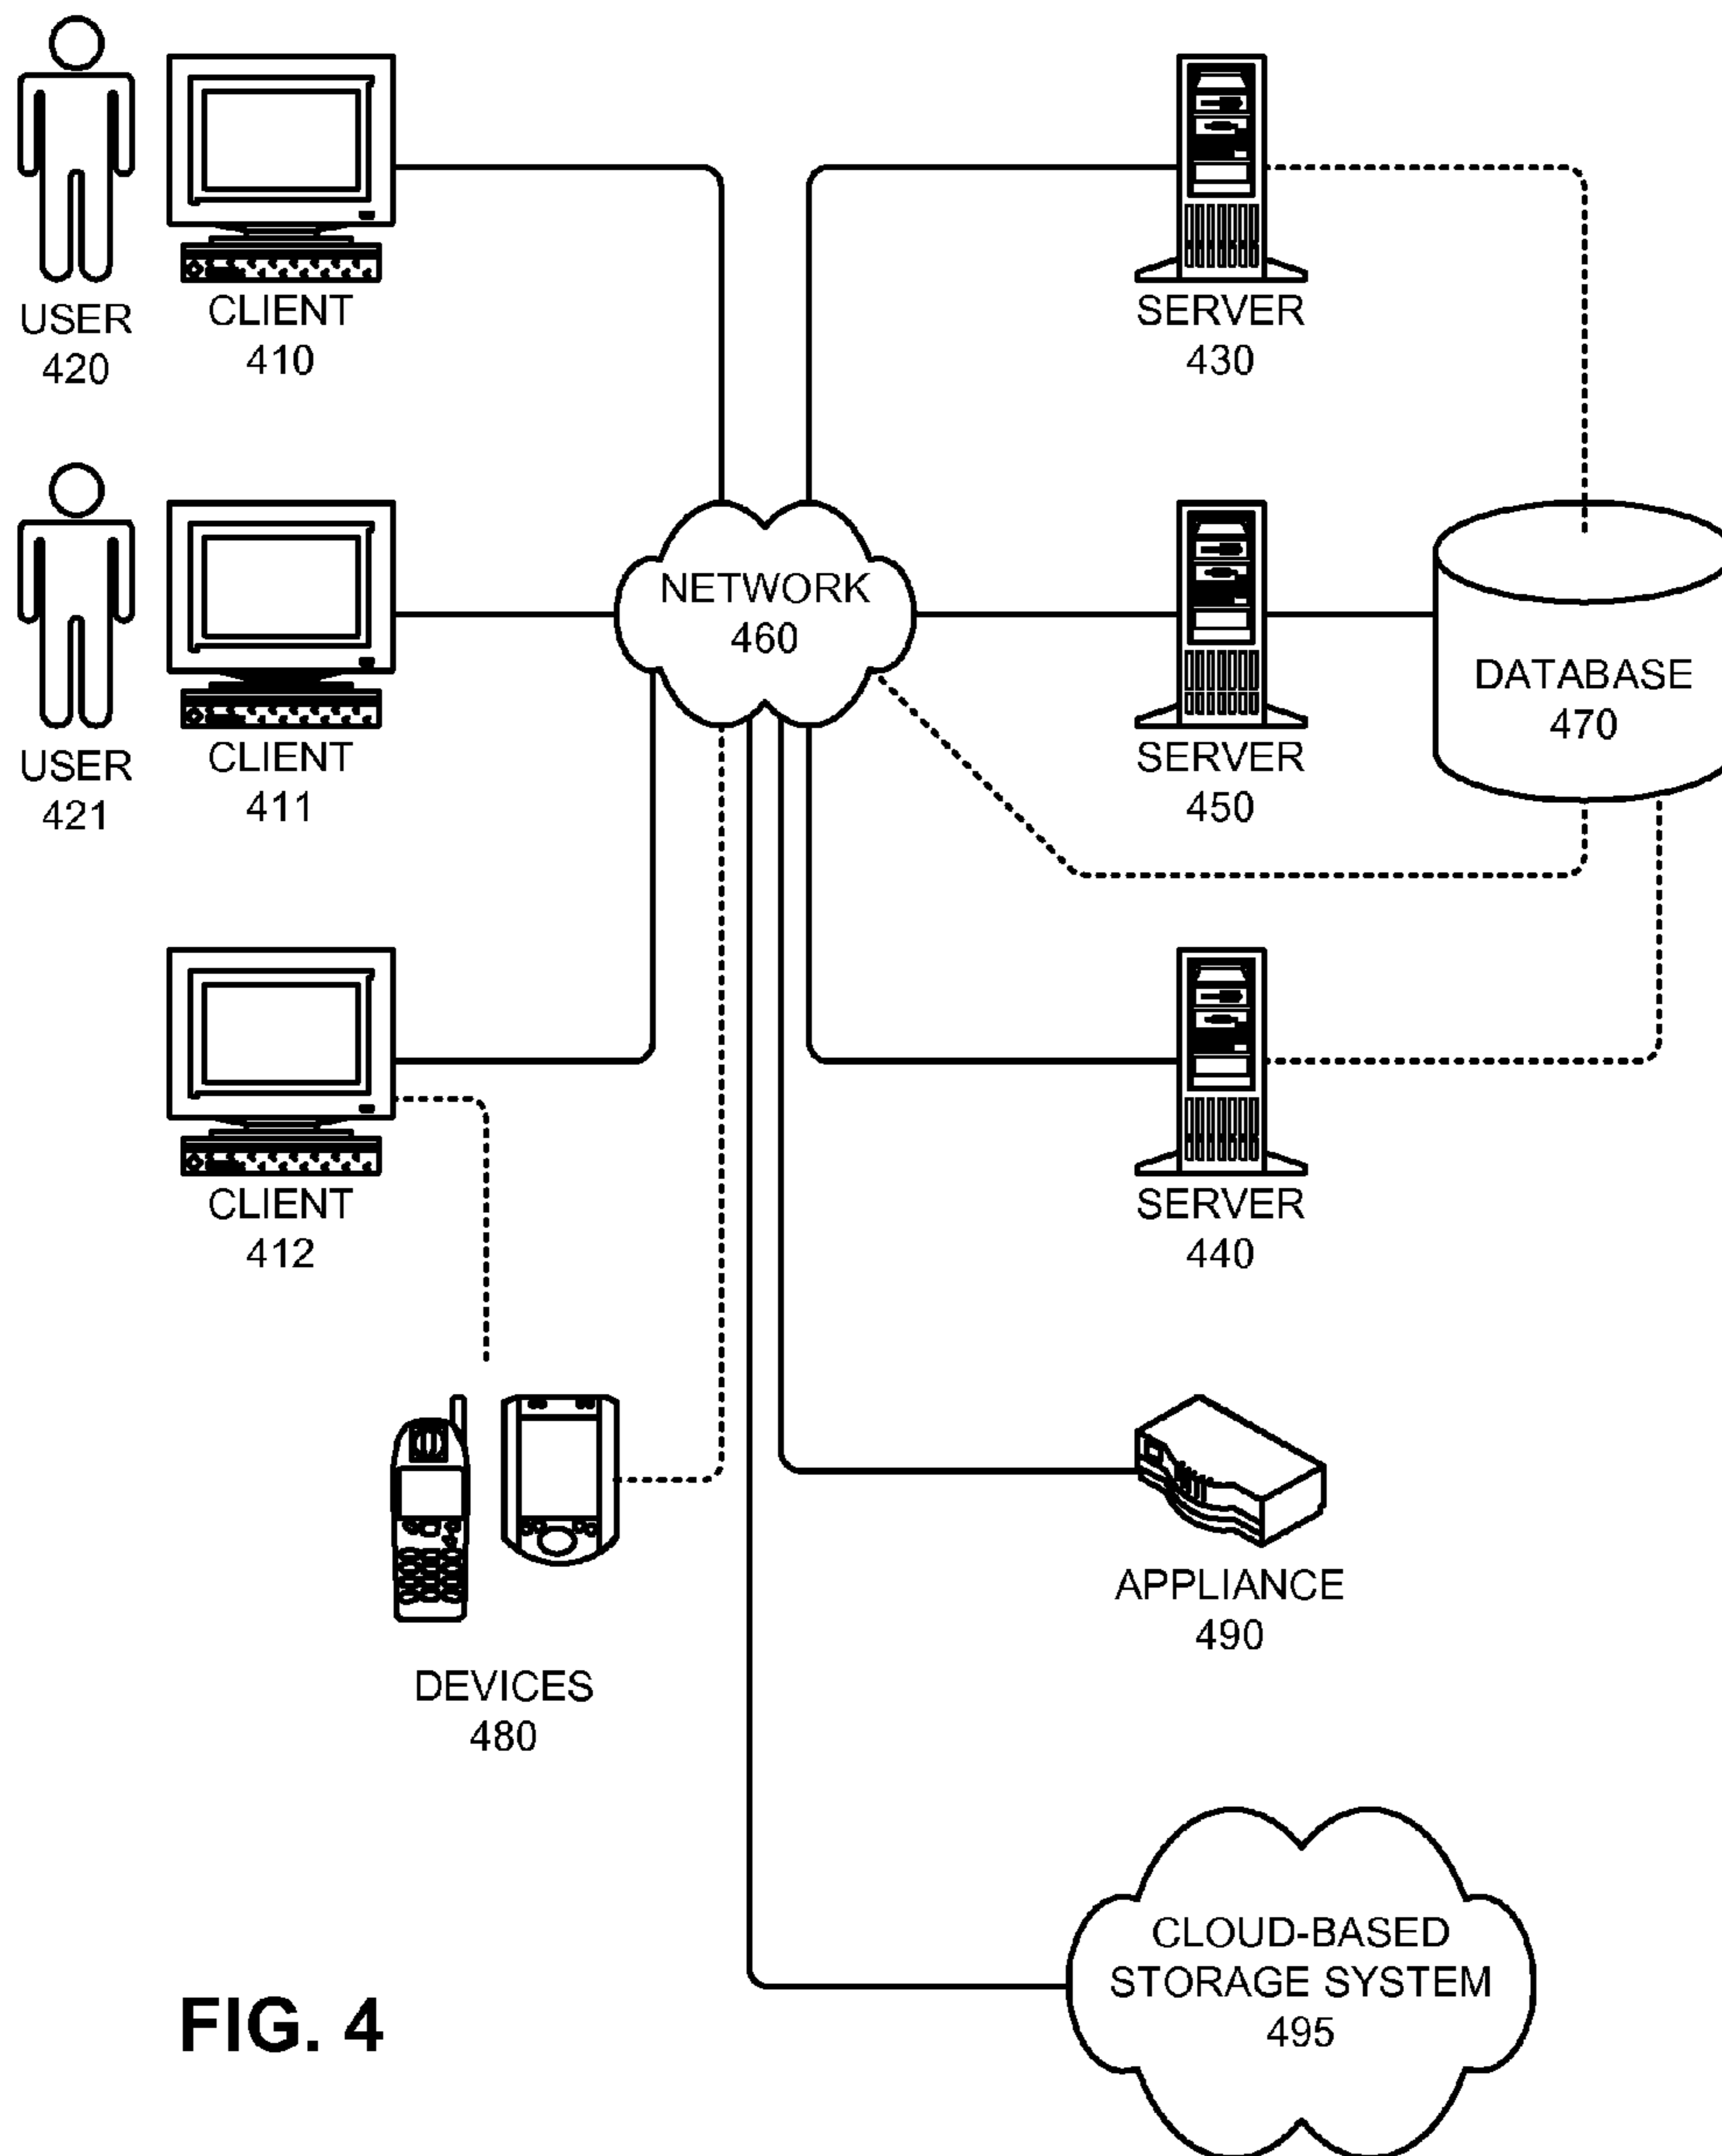 USER
420
CLIENT
410
SERVER
430
USER
421
CLIENT
411
NETWORK
460
SERVER
450
DATABASE
470
CLIENT
412
SERVER
440
DEVICES
480
APPLIANCE
490
CLOUD-BASED
STORAGE SYSTEM
495
FIG. 4